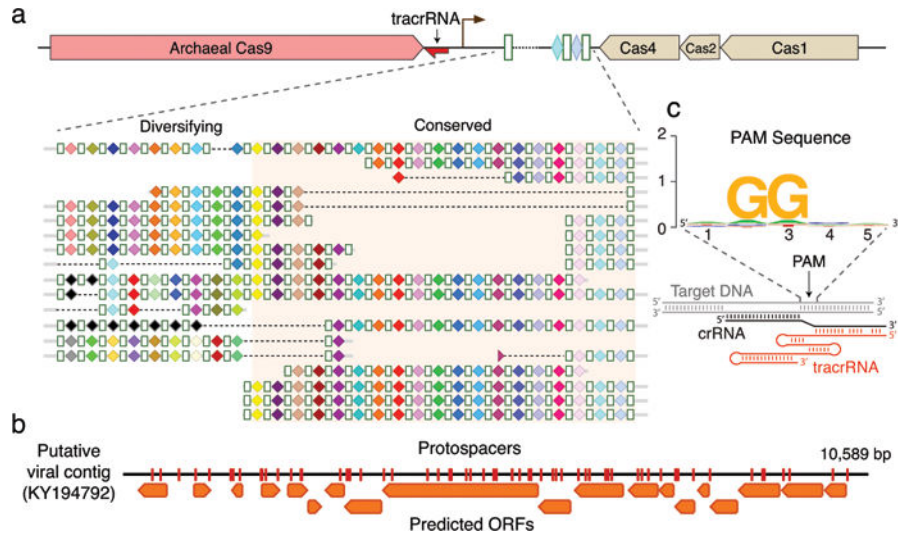 a
tracrRNA
Archaeal Cas9
Cas4
Cas2
Cas1
Diversifying
Conserved
c
PAM Sequence
2
1
0
GG
5'
3'
1 2 3 4 5
PAM
Target DNA
5'
3'
3'
5'
5'
crRNA
3'
5'
3'
tracrRNA
b
Putative
viral contig
(KY194792)
Protospacers
10,589 bp
Predicted ORFs